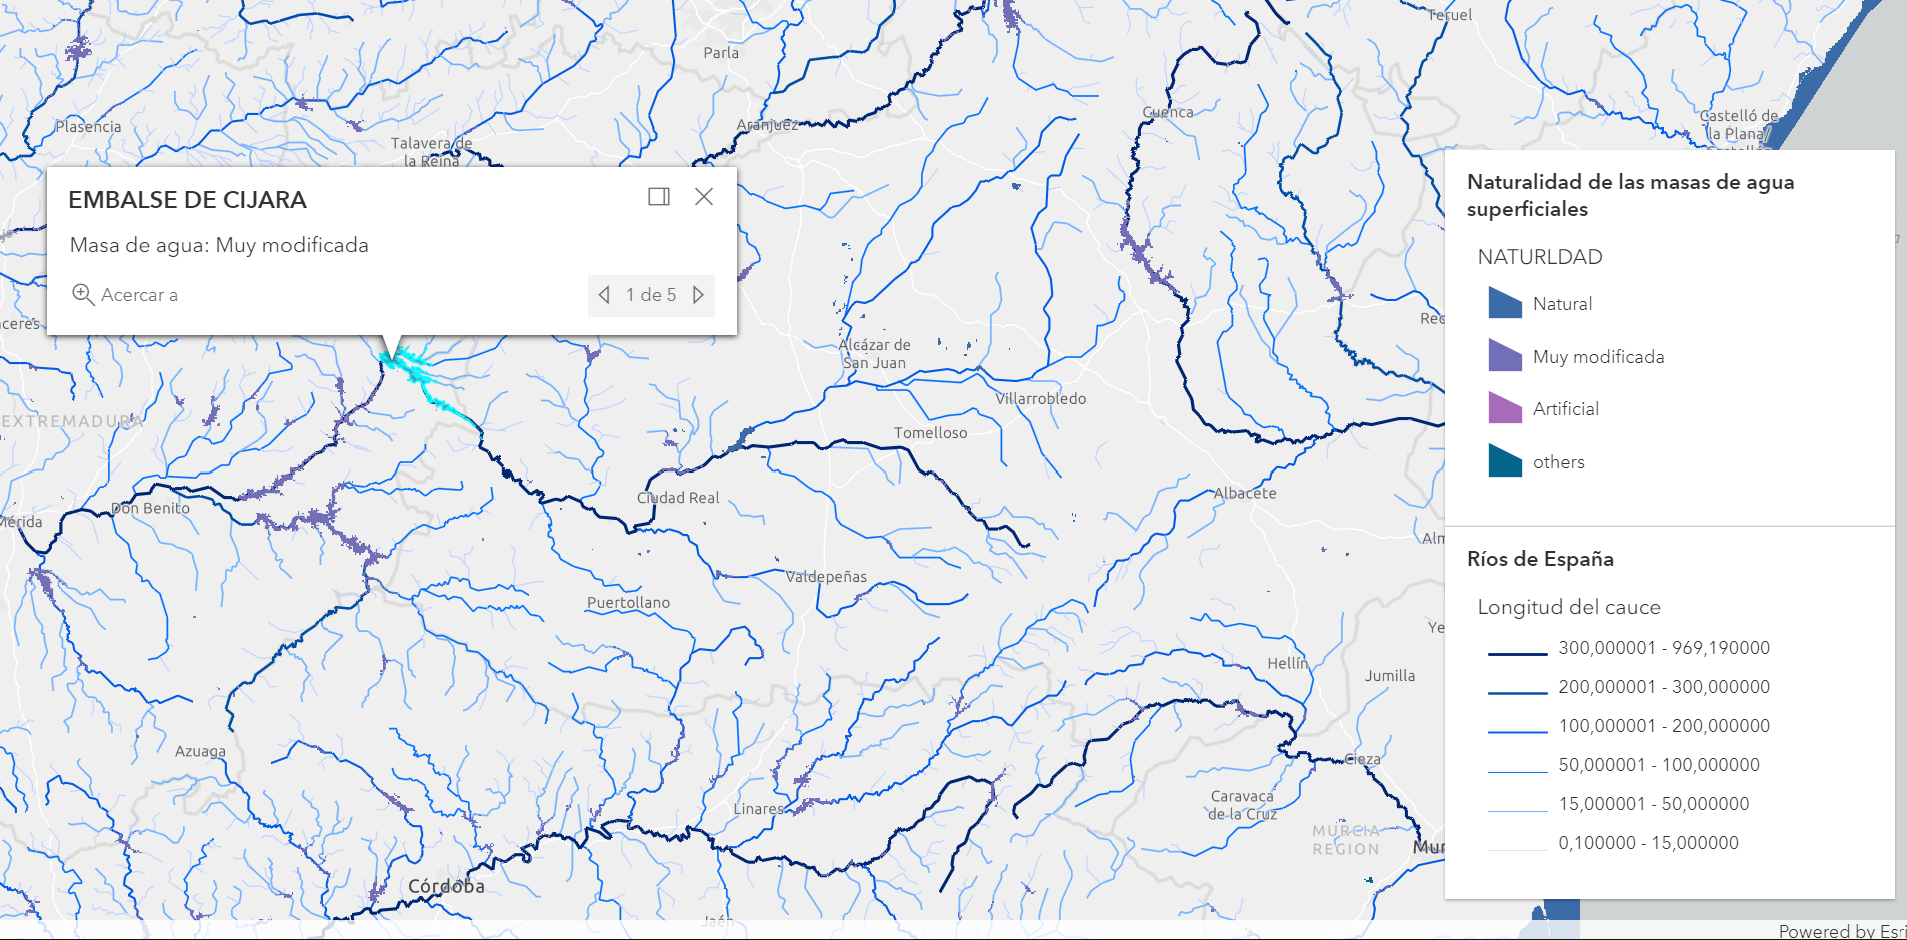 Teruel
Parla
Plasencia
Talavera de
la Reina
Aranjuez
Cuenca
Castelló de
la Plana/
EMBALSE DE CIJARA
Masa de agua: Muy modificada
Acercar a
1 de 5
Naturalidad de las masas de agua
superficiales
NATURLDAD
Natural
Muy modificada
Artificial
others
ceres
Alcázar de
San Juan
Villarrobledo
Tomelloso
EXTREMADURA
Mérida
Don Benito
Ciudad Real
Albacete
Valdepeñas
Puertollano
Hellín
Jumilla
Azuaga
Cieza
Linares
Caravaca
de la Cruz
MURCIA
REGION
Mur
Córdoba
Jaén
Rec
Alm
Ye
Ríos de España
Longitud del cauce
300,000001 - 969,190000
200,000001 - 300,000000
100,000001 - 200,000000
50,000001 - 100,000000
15,000001 - 50,000000
0,100000 - 15,000000
Powered by Esri